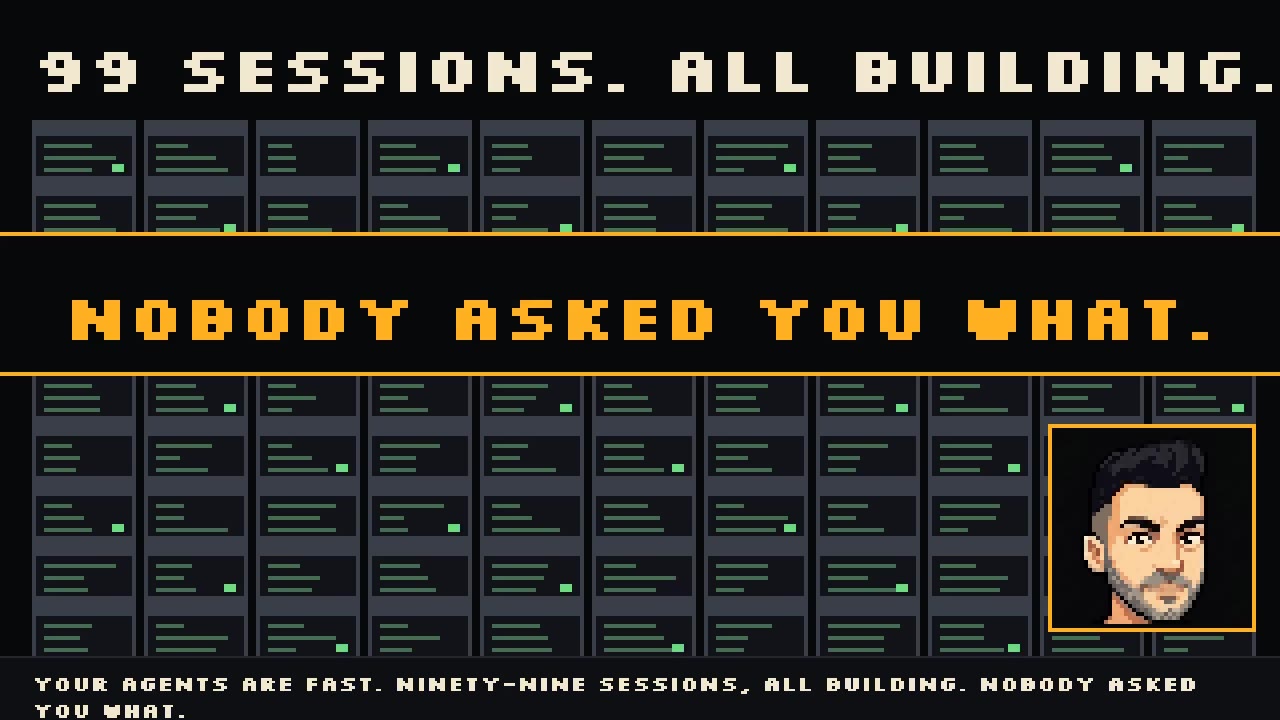 99 SESSIONS. ALL BUILDING.
NOBODY ASKED YOU WHAT.
YOUR AGENTS ARE FAST. NINETY-NINE SESSIONS, ALL BUILDING. NOBODY ASKED
YOU WHAT.